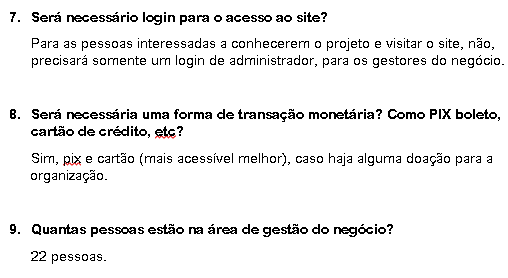 7. Será necessário login para o acesso ao site?
Para as pessoas interessadas a conhecerem o projeto e visitar o site, não,
precisará somente um login de administrador, para os gestores do negócio.
8. Será necessária uma forma de transação monetária? Como PIX boleto,
cartão de crédito, etc?
Sim, pix e cartão (mais acessível melhor), caso haja alguma doação para a
organização.
9. Quantas pessoas estão na área de gestão do negócio?
22 pessoas.